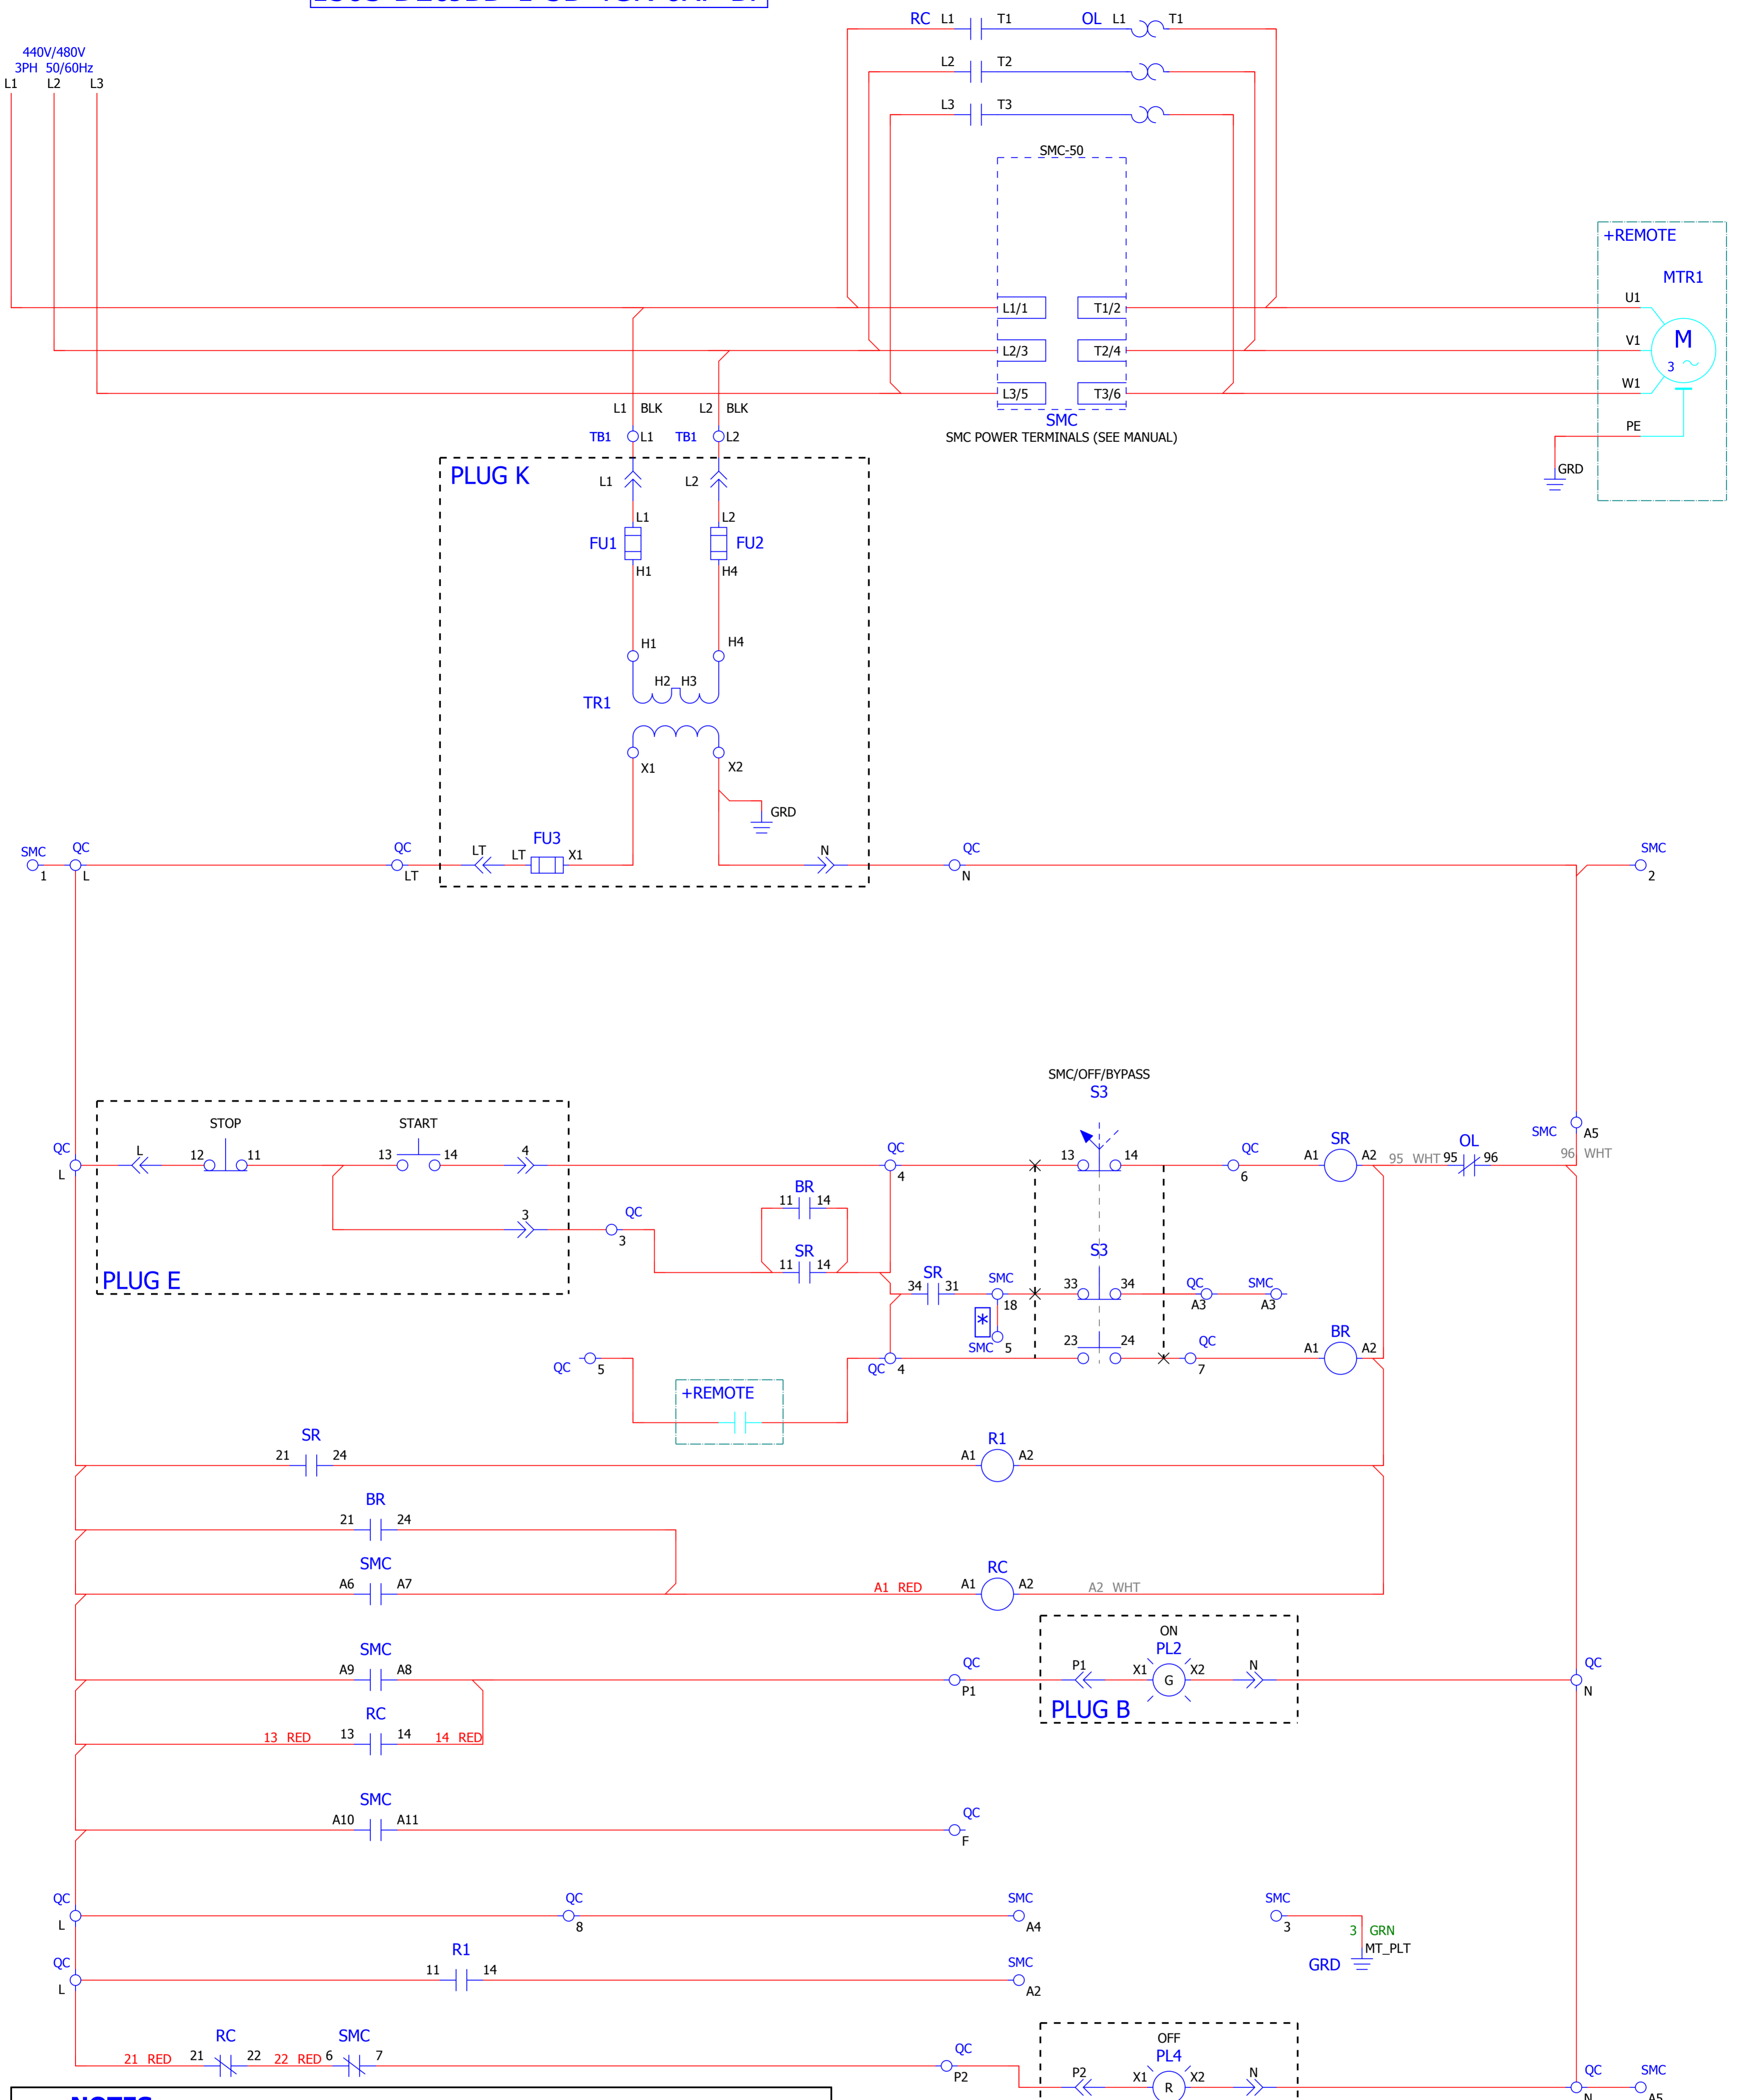 RC L1 T1 OL L1 T1
440V/480V
3PH 50/60Hz
L1 L2 L3
L2 T2
L3 T3
SMC-50
+REMOTE
MTR1
L1/1 T1/2 U1
L2/3 T2/4 V1 M
3
L3/5 T3/6 W1
SMC
SMC POWER TERMINALS (SEE MANUAL)
PE
GRD
L1 BLK L2 BLK
TB1 L1 TB1 L2
PLUG K
L1 L2
L1 L2
FU1 FU2
H1 H4
H1 H4
H2 H3
TR1
X1 X2
GRD
SMC QC QC LT LT FU3 X1 N QC SMC
1 L LT N 2
SMC/OFF/BYPASS
S3
STOP START
QC L 12 11 13 14 4 QC 13 14 QC SR OL SMC A5
L 4 6 A1 A2 95 WHT 95 96 96 WHT
BR
11 14
3 QC
3
SR
11 14
S3
PLUG E
SR
34 31 SMC 33 34 QC SMC
18 A3 A3
*
SMC 5
23 24 QC BR
QC 5 QC 4 7 A1 A2
+REMOTE
SR R1
21 24 A1 A2
BR
21 24
SMC RC
A6 A7 A1 RED A1 A2 A2 WHT
ON
SMC PL2
A9 A8 QC P1 X1 G X2 N QC
P1 N
PLUG B
RC
13 RED 13 14 14 RED
SMC
A10 A11 QC
F
QC QC SMC SMC
L 8 A4 3
3 GRN
MT_PLT
GRD
QC R1 SMC
L 11 14 A2
OFF
RC SMC PL4
21 RED 21 22 22 RED 6 7 QC P2 X1 R X2 N QC SMC
P2 N A5